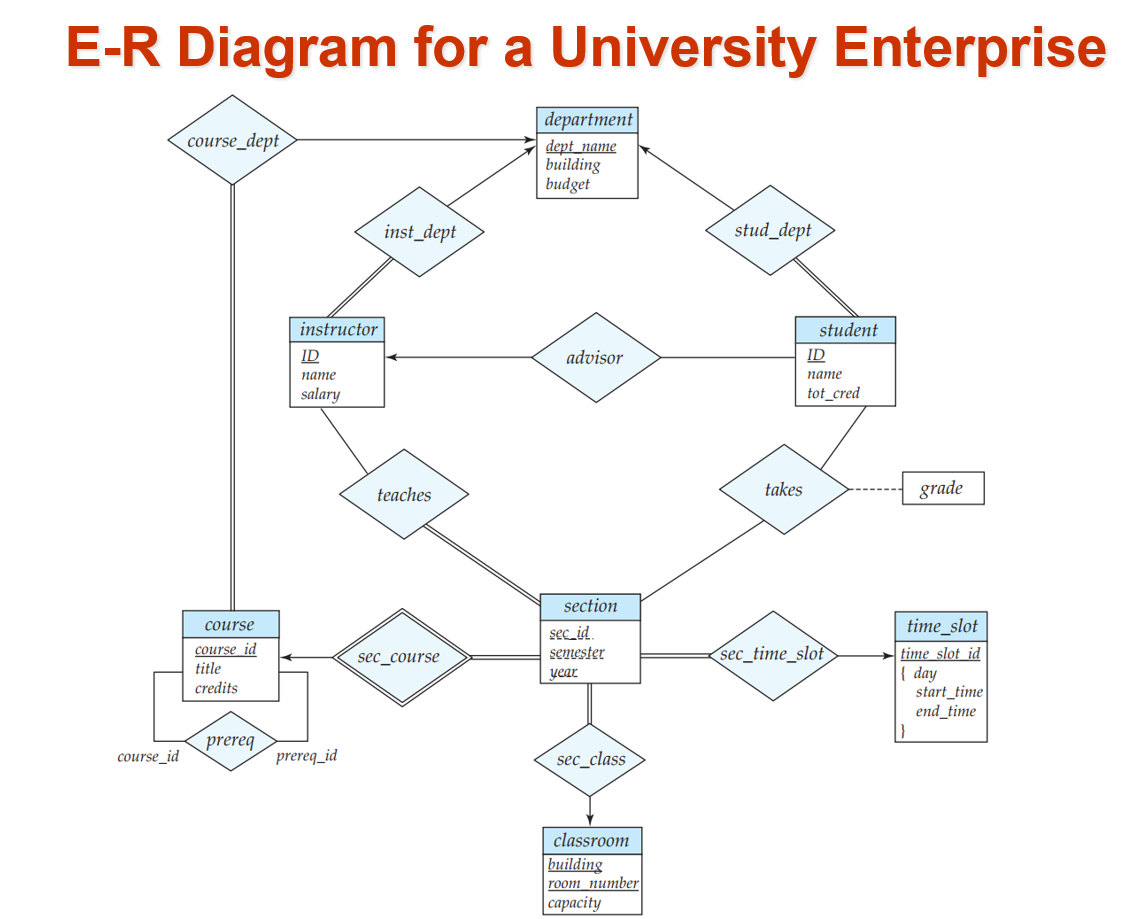 E-R Diagram for a University Enterprise
course_dept
department
dept_name
building
budget
inst_dept
stud_dept
instructor
ID
name
salary
advisor
student
ID
name
tot_cred
teaches
takes
grade
course
course_id
title
credits
sec_course
section
sec_id
semester
year
sec_time_slot
time_slot
time_slot_id
{ day
start_time
end_time
}
prereq
course_id
prereq_id
sec_class
classroom
building
room_number
capacity